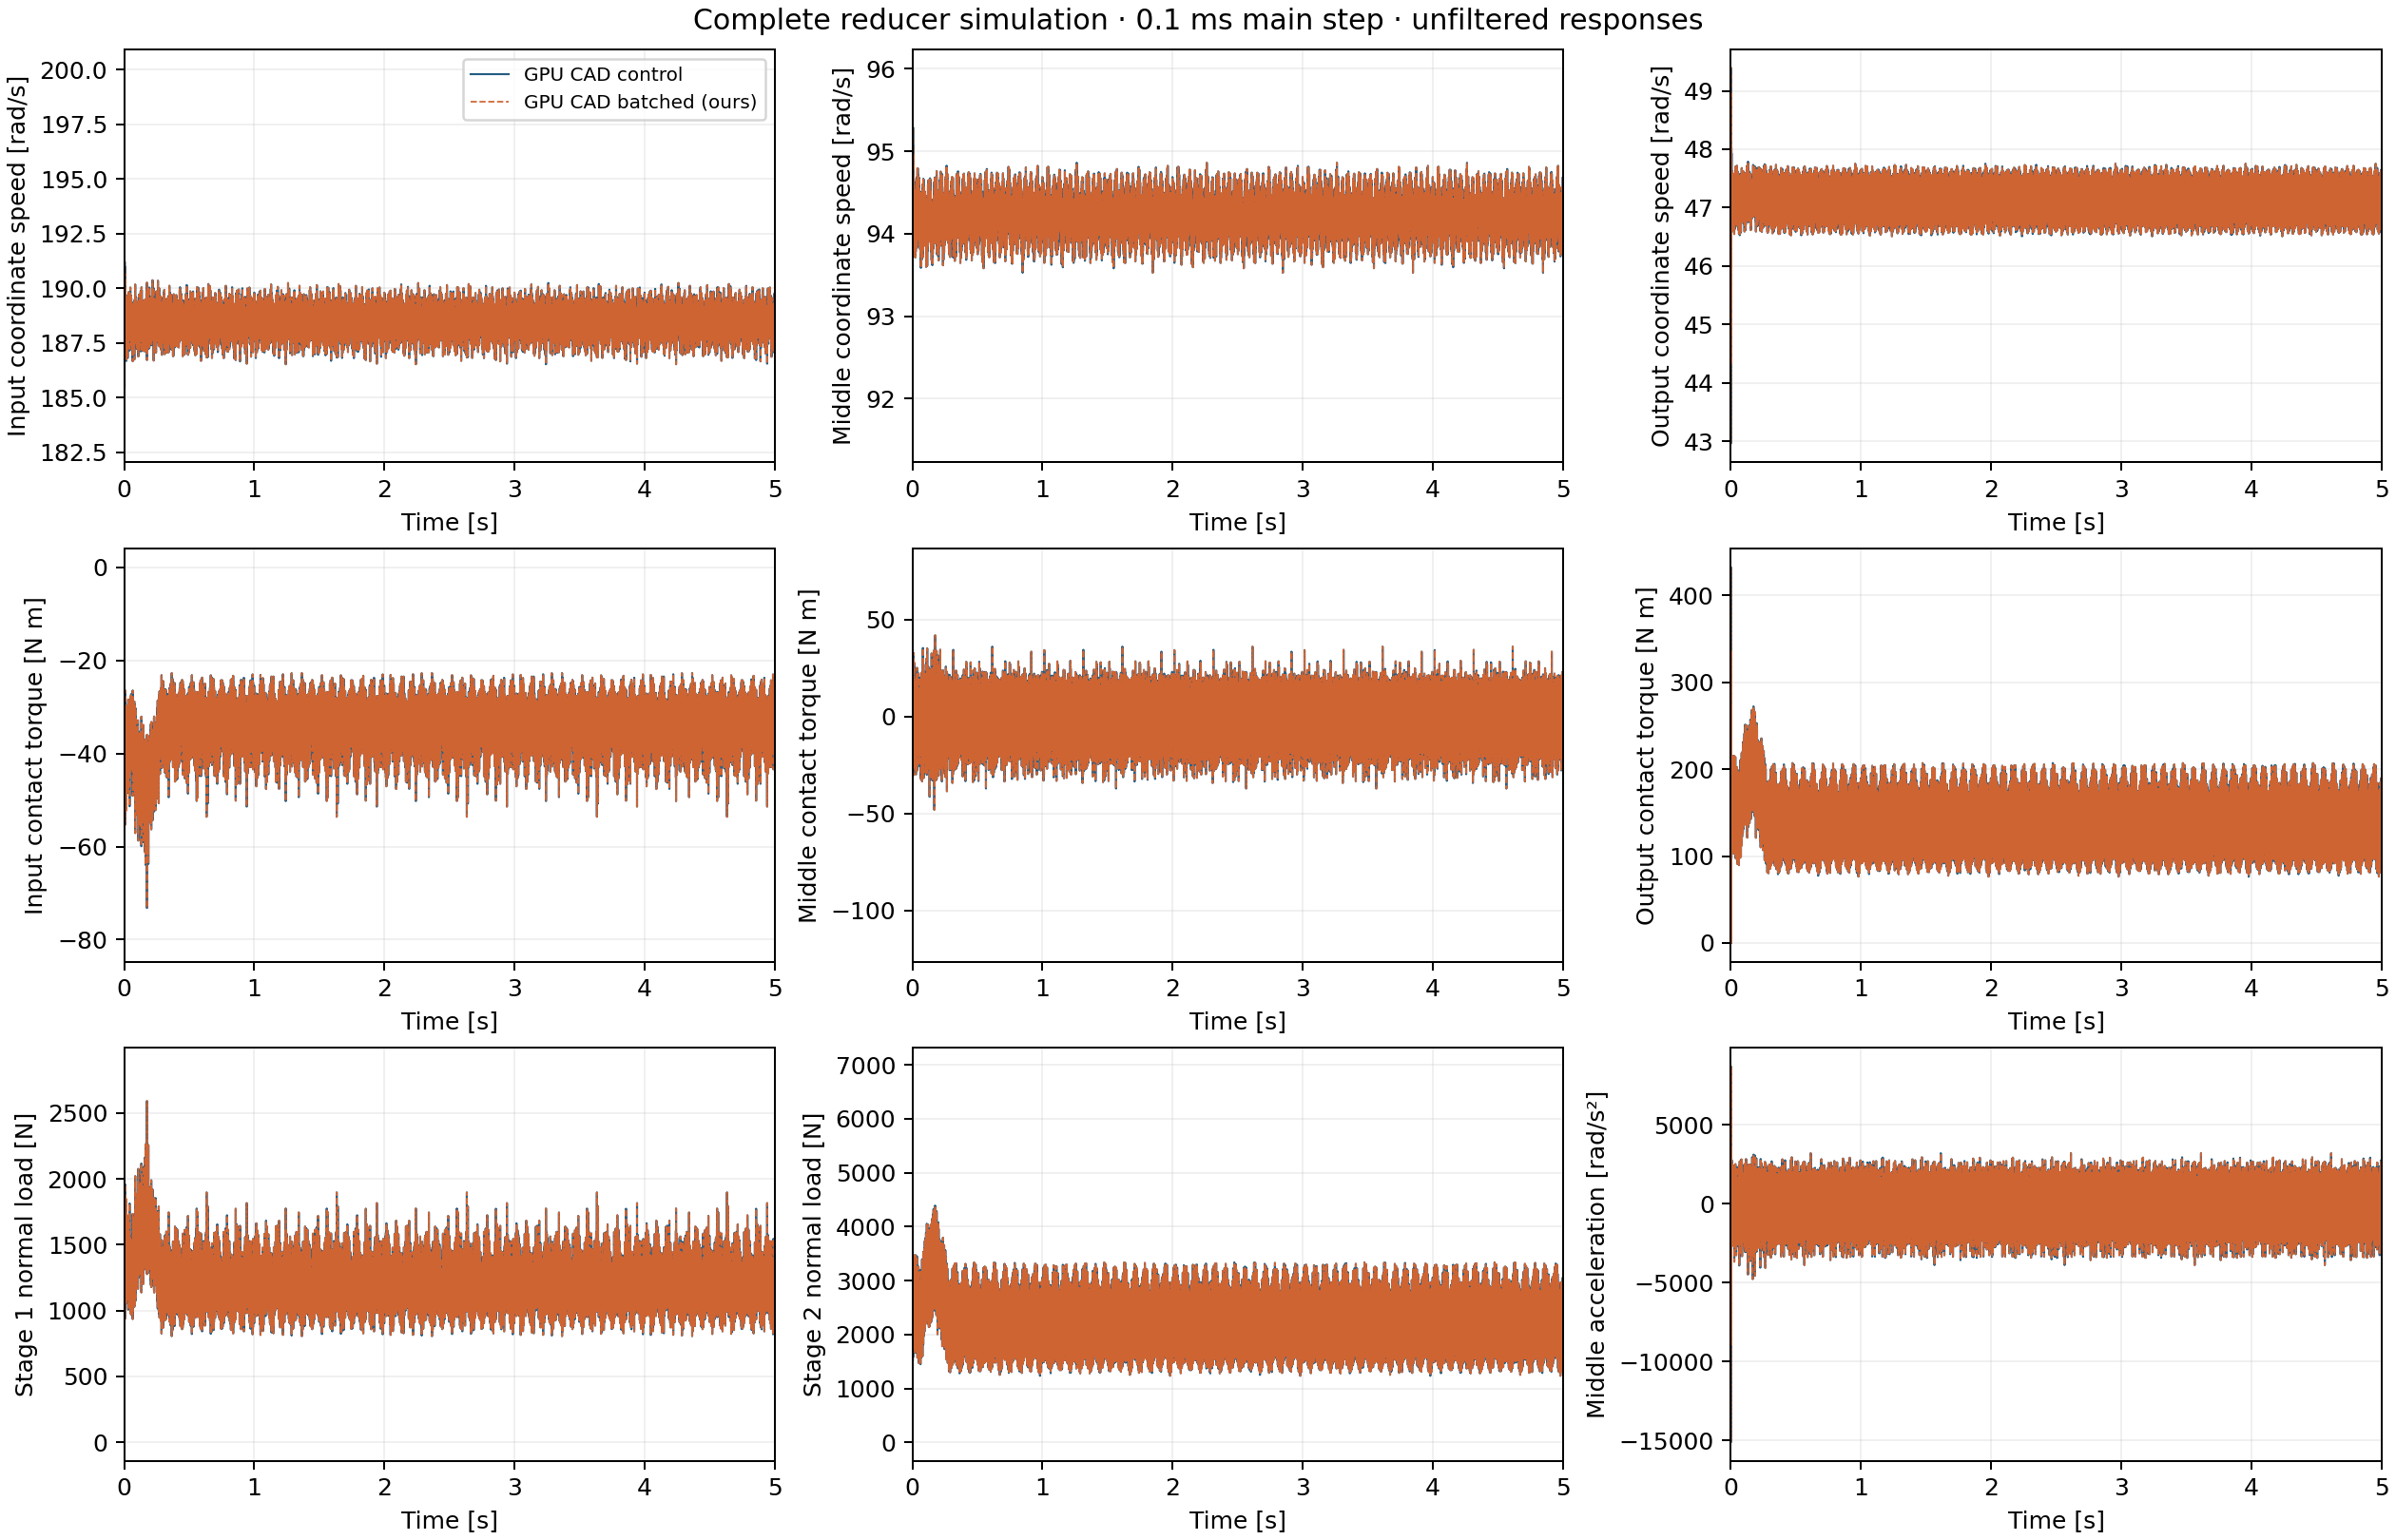 Complete reducer simulation · 0.1 ms main step · unfiltered responses
Input coordinate speed [rad/s]
200.0
197.5
195.0
192.5
190.0
187.5
185.0
182.5
GPU CAD control
GPU CAD batched (ours)
0 1 2 3 4 5
Time [s]
Middle coordinate speed [rad/s]
96
95
94
93
92
0 1 2 3 4 5
Time [s]
Output coordinate speed [rad/s]
49
48
47
46
45
44
43
0 1 2 3 4 5
Time [s]
Input contact torque [N m]
0
−20
−40
−60
−80
0 1 2 3 4 5
Time [s]
Middle contact torque [N m]
50
0
−50
−100
0 1 2 3 4 5
Time [s]
Output contact torque [N m]
400
300
200
100
0
0 1 2 3 4 5
Time [s]
Stage 1 normal load [N]
2500
2000
1500
1000
500
0
0 1 2 3 4 5
Time [s]
Stage 2 normal load [N]
7000
6000
5000
4000
3000
2000
1000
0
0 1 2 3 4 5
Time [s]
Middle acceleration [rad/s²]
5000
0
−5000
−10000
−15000
0 1 2 3 4 5
Time [s]